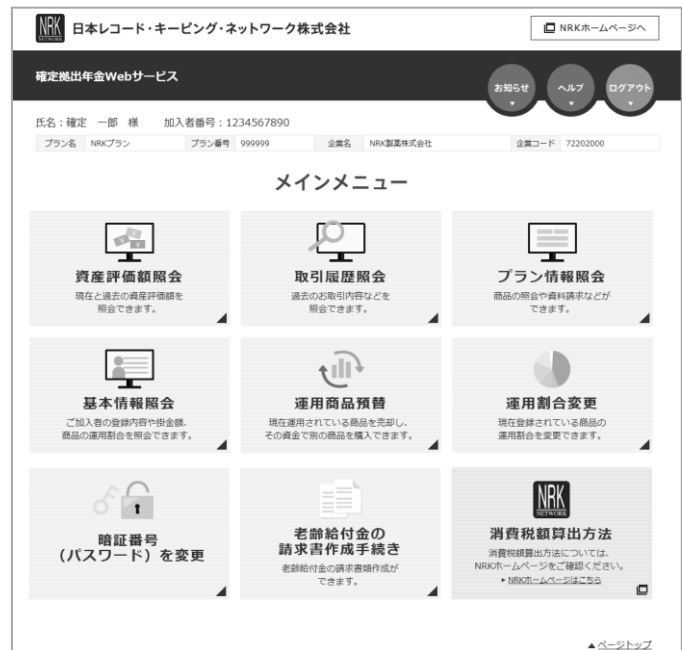 NRK
NETWORK
日本レコード・キーピング・ネットワーク株式会社
NRKホームページへ
確定拠出年金Webサービス
お知らせ
ヘルプ
ログアウト
氏名：確定 一郎 様 加入者番号：1234567890
プラン名 NRKプラン プラン番号 999999 企業名 NRK製薬株式会社 企業コード 72202000
メインメニュー
資産評価額照会
現在と過去の資産評価額を
照会できます。
取引履歴照会
過去のお取引内容などを
照会できます。
プラン情報照会
商品の照会や資料請求などが
できます。
基本情報照会
ご加入者の登録内容や掛金額、
商品の運用割合を照会できます。
運用商品預替
現在運用されている商品を売却し、
その資金で別の商品を購入できます。
運用割合変更
現在登録されている商品の
運用割合を変更できます。
暗証番号
（パスワード）を変更
老齢給付金の
請求書作成手続き
老齢給付金の請求書類作成が
できます。
NRK
NETWORK
消費税額算出方法
消費税額算出方法については、
NRKホームページをご確認ください。
NRKホームページはこちら
▲ページトップ